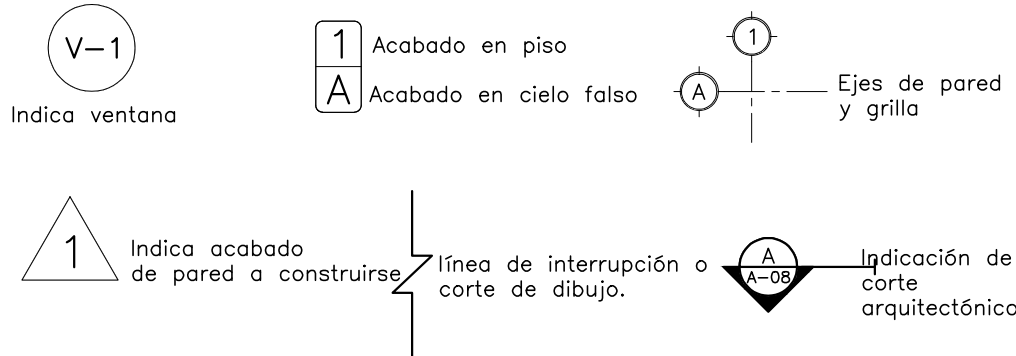 V-1
Indica ventana
1
Acabado en piso
A
Acabado en cielo falso
1
A
Ejes de pared
y grilla
1
Indica acabado
de pared a construirse
línea de interrupción o
corte de dibujo.
A
A-08
Indicación de
corte
arquitectónico